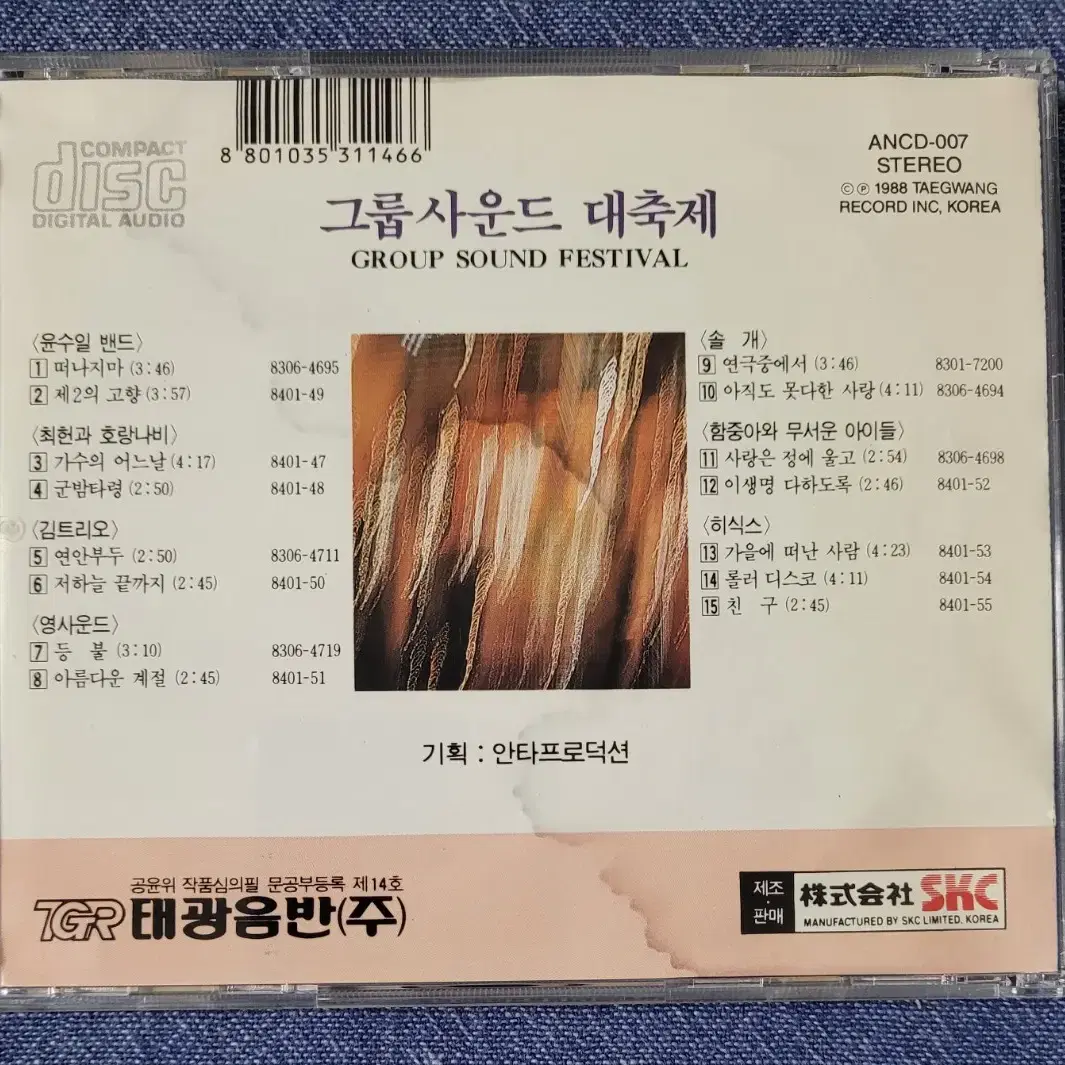 COMPACT
disc
DIGITAL AUDIO
8 801035 311466
ANCD-007
STEREO
©℗ 1988 TAEGWANG
RECORD INC, KOREA
그룹사운드 대축제
GROUP SOUND FESTIVAL
〈윤수일 밴드〉
1 떠나지마 (3:46) 8306-4695
2 제2의 고향 (3:57) 8401-49
〈최헌과 호랑나비〉
3 가수의 어느날 (4:17) 8401-47
4 군밤타령 (2:50) 8401-48
〈김트리오〉
5 연안부두 (2:50) 8306-4711
6 저하늘 끝까지 (2:45) 8401-50
〈영사운드〉
7 등 불 (3:10) 8306-4719
8 아름다운 계절 (2:45) 8401-51
〈솔 개〉
9 연극중에서 (3:46) 8301-7200
10 아직도 못다한 사랑 (4:11) 8306-4694
〈함중아와 무서운 아이들〉
11 사랑은 정에 울고 (2:54) 8306-4698
12 이생명 다하도록 (2:46) 8401-52
〈히식스〉
13 가을에 떠난 사람 (4:23) 8401-53
14 롤러 디스코 (4:11) 8401-54
15 친 구 (2:45) 8401-55
기획 : 안타프로덕션
공윤위 작품심의필 문공부등록 제14호
TGR 태광음반(주)
제조·판매
株式会社 SKC
MANUFACTURED BY SKC LIMITED. KOREA